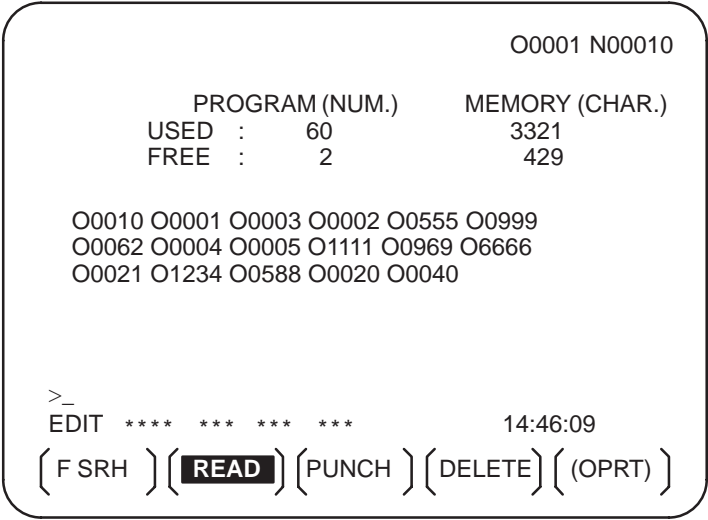 O0001 N00010
PROGRAM (NUM.) MEMORY (CHAR.)
USED : 60 3321
FREE : 2 429
O0010 O0001 O0003 O0002 O0555 O0999
O0062 O0004 O0005 O1111 O0969 O6666
O0021 O1234 O0588 O0020 O0040
>_
EDIT **** *** *** *** 14:46:09
F SRH READ PUNCH DELETE (OPRT)